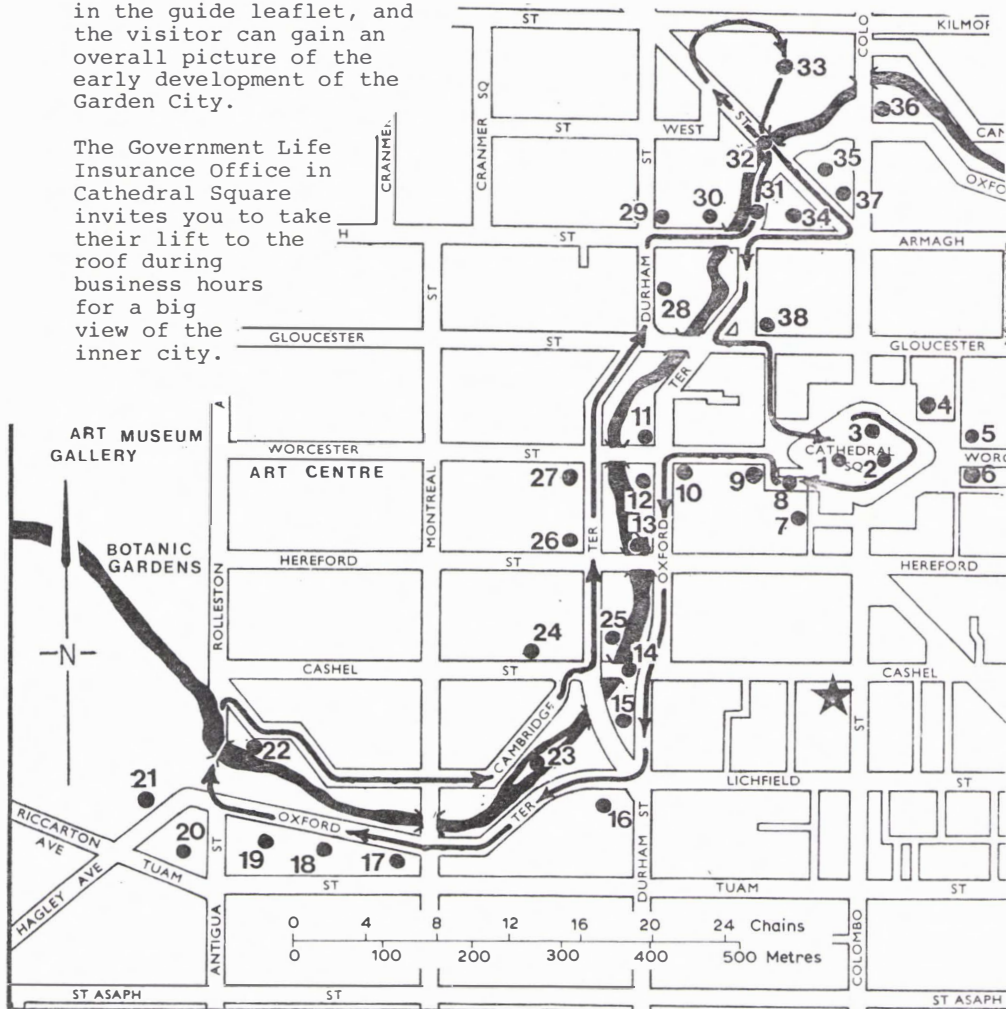 in the guide leaflet, and
the visitor can gain an
overall picture of the
early development of the
Garden City.
The Government Life
Insurance Office in
Cathedral Square
invites you to take
their lift to the
roof during
business hours
for a big
view of the
inner city.
ST
COLO
KILMOR
33
CRANMER
CRANMER SQ
ST
WEST
ST
ST
36
CAM
32
35
OXFO
29
30
31
34
37
H
ST
ARMAGH
ST
DURHAM
28
38
GLOUCESTER
ST
GLOUCESTER
TER
4
A
11
3
5
ART MUSEUM
GALLERY
WORCESTER
ST
CATHEDRAL
SQ
1
2
WORC
ART CENTRE
27
12
10
9
8
6
MONTREAL
13
7
26
TER
OXFORD
BOTANIC
GARDENS
HEREFORD
ST
HEREFORD
ROLLESTON
N
24
25
14
CASHEL
ST
CASHEL
15
ST
CAMBRIDGE
22
23
LICHFIELD
ST
21
RICCARTON
AVE
OXFORD
TER
16
20
ST
19
18
17
DURHAM ST
HAGLEY AVE
TUAM
ST
TUAM
ST
0 4 8 12 16 20 24 Chains
0 100 200 300 400 500 Metres
ANTIGUA
COLOMBO
ST ASAPH
ST
ST ASAPH